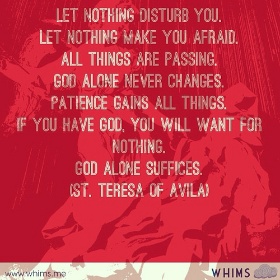 LET NOTHING DISTURB YOU.
LET NOTHING MAKE YOU AFRAID.
ALL THINGS ARE PASSING.
GOD ALONE NEVER CHANGES.
PATIENCE GAINS ALL THINGS.
IF YOU HAVE GOD, YOU WILL WANT FOR
NOTHING.
GOD ALONE SUFFICES.
(ST. TERESA OF AVILA)
www.whims.mo
WHIMS